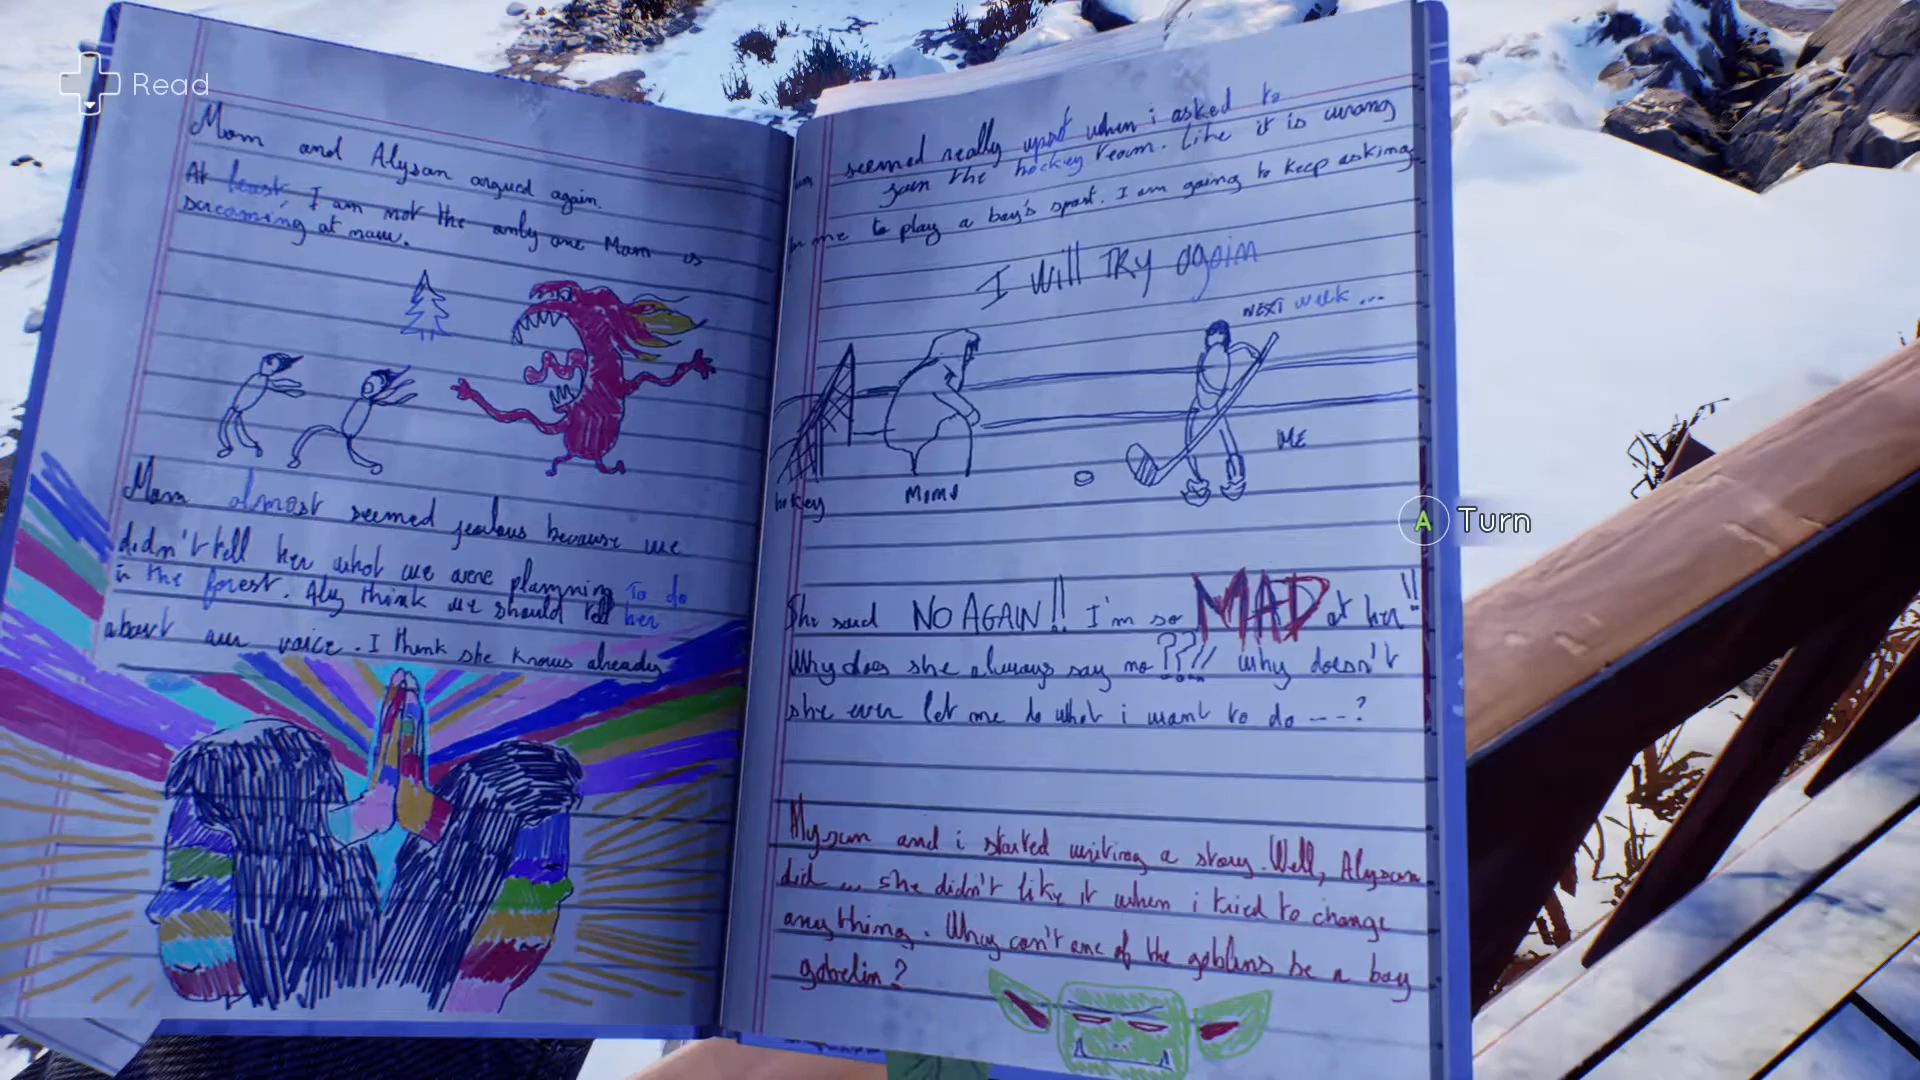 Read
Mom and Alyson argued again.
At least, I am not the only one Mom is
screaming at now.
Mom almost seemed jealous because we
didn't tell her what we were planning to do
in the forest. Aly think we should tell her
about our voice. I think she knows already
seemed really upset when i asked to
join the hockey team. Like it is wrong
me to play a boy's sport. I am going to keep asking
I will TRY again
NEXT week ...
ME
hockey
Mom
She said NO AGAIN!! I'm so MAD at her!!
Why does she always say no ??!! why doesn't
she ever let me do what i want to do ---?
Alyson and i started writing a story. Well, Alyson
did ... she didn't like it when i tried to change
anything. Why can't one of the goblins be a boy
gobelin?
A Turn